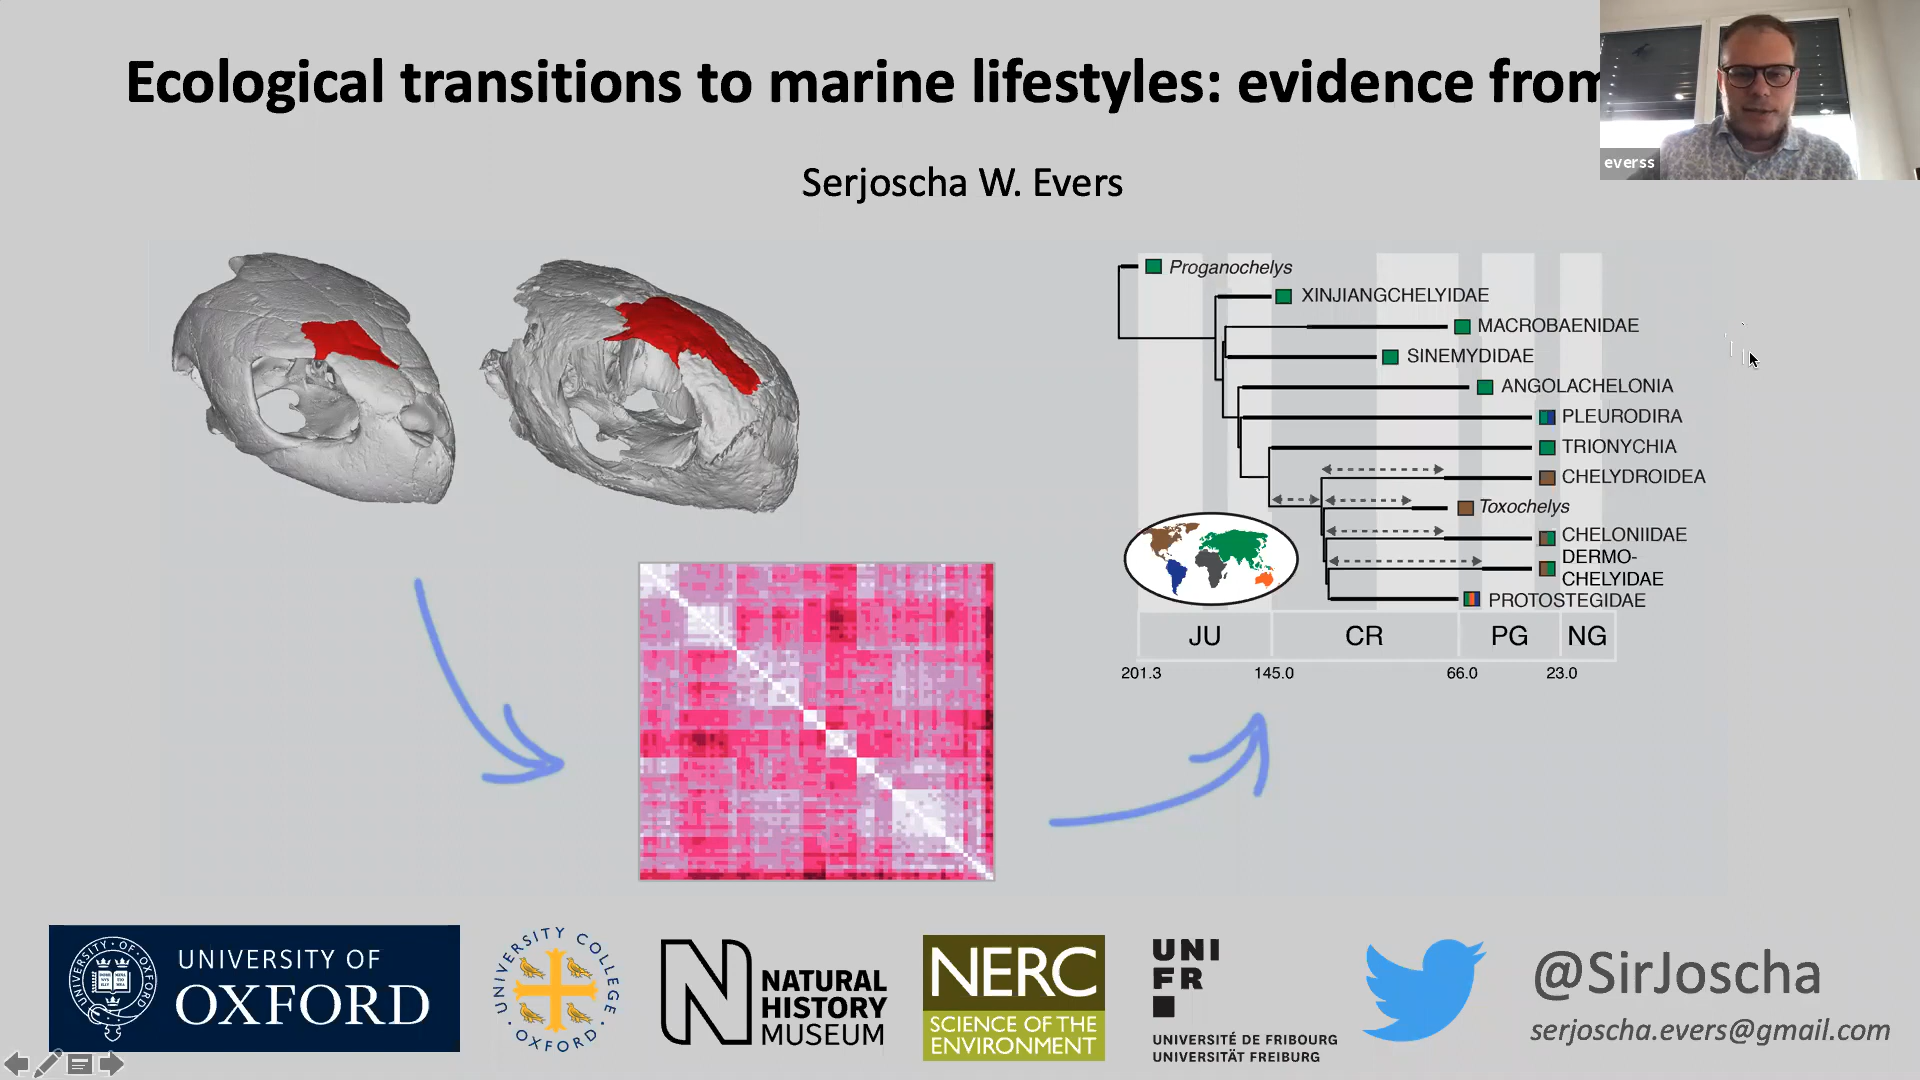 Ecological transitions to marine lifestyles: evidence from
everss
Serjoscha W. Evers
Proganochelys
XINJIANGCHELYIDAE
MACROBAENIDAE
SINEMYDIDAE
ANGOLACHELONIA
PLEURODIRA
TRIONYCHIA
CHELYDROIDEA
Toxochelys
CHELONIIDAE
DERMO-
CHELYIDAE
PROTOSTEGIDAE
JU CR PG NG
201.3 145.0 66.0 23.0
UNIVERSITY OF
OXFORD
UNIVERSITY COLLEGE
OXFORD
NATURAL
HISTORY
MUSEUM
NERC
SCIENCE OF THE
ENVIRONMENT
UNI
FR
UNIVERSITÉ DE FRIBOURG
UNIVERSITÄT FREIBURG
@SirJoscha
serjoscha.evers@gmail.com